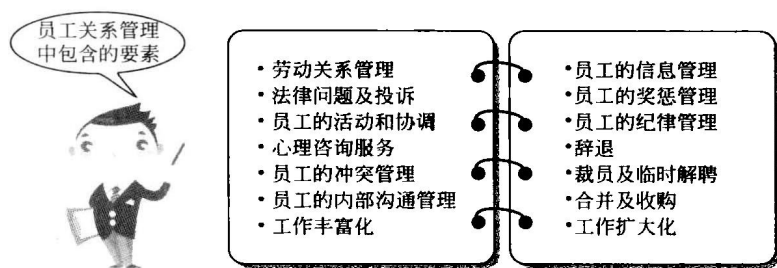 员工关系管理
中包含的要素
·劳动关系管理
·法律问题及投诉
·员工的活动和协调
·心理咨询服务
·员工的冲突管理
·员工的内部沟通管理
·工作丰富化
·员工的信息管理
·员工的奖惩管理
·员工的纪律管理
·辞退
·裁员及临时解聘
·合并及收购
·工作扩大化